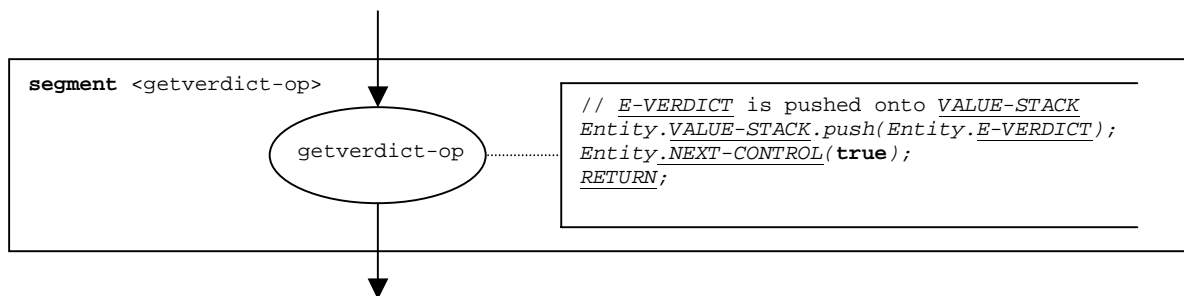 segment <getverdict-op>
getverdict-op
// E-VERDICT is pushed onto VALUE-STACK
Entity.VALUE-STACK.push(Entity.E-VERDICT);
Entity.NEXT-CONTROL(true);
RETURN;